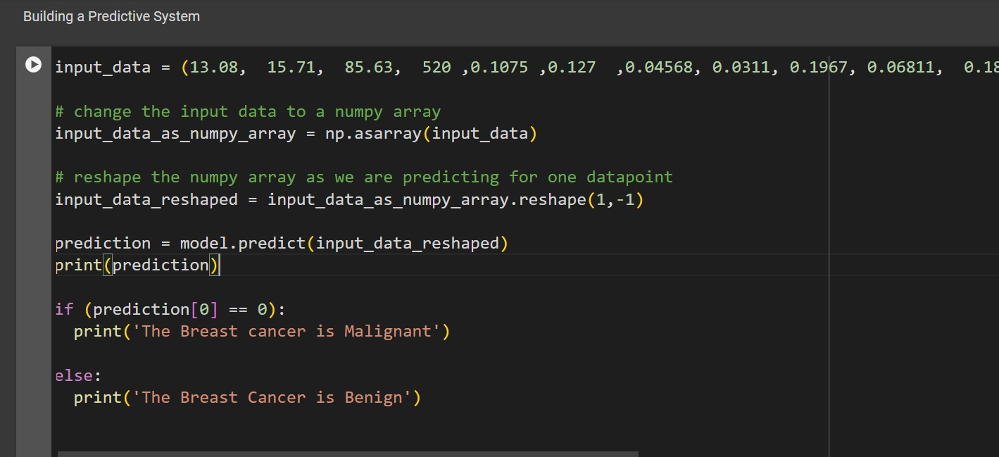 Building a Predictive System
input_data = (13.08,  15.71,  85.63,  520 ,0.1075 ,0.127  ,0.04568, 0.0311, 0.1967, 0.06811,  0.18
# change the input data to a numpy array
input_data_as_numpy_array = np.asarray(input_data)
# reshape the numpy array as we are predicting for one datapoint
input_data_reshaped = input_data_as_numpy_array.reshape(1,-1)
prediction = model.predict(input_data_reshaped)
print(prediction)
if (prediction[0] == 0):
  print('The Breast cancer is Malignant')
else:
  print('The Breast Cancer is Benign')